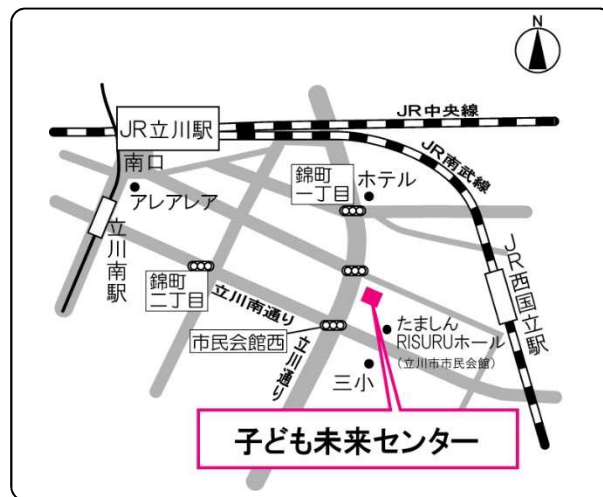 N
JR中央線
JR立川駅
南口
JR南武線
錦町
一丁目
ホテル
アレアレア
立川南駅
錦町
二丁目
立川南通り
JR西国立駅
市民会館西
立川通り
たましん
RISURUホール
(立川市市民会館)
三小
子ども未来センター